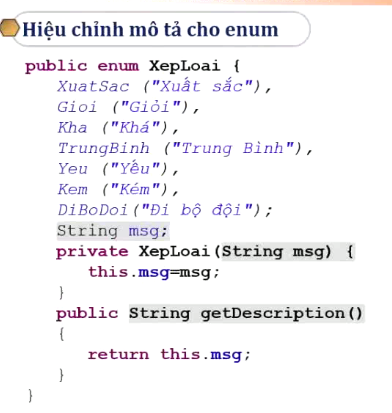 Hiệu chỉnh mô tả cho enum
public enum XepLoai {
XuatSac ("Xuất sắc"),
Gioi ("Giỏi"),
Kha ("Khá"),
TrungBinh ("Trung Bình"),
Yeu ("Yếu"),
Kem ("Kém"),
DiBoDoi("Đi bộ đội");
String msg;
private XepLoai(String msg) {
this.msg=msg;
}
public String getDescription()
{
return this.msg;
}
}